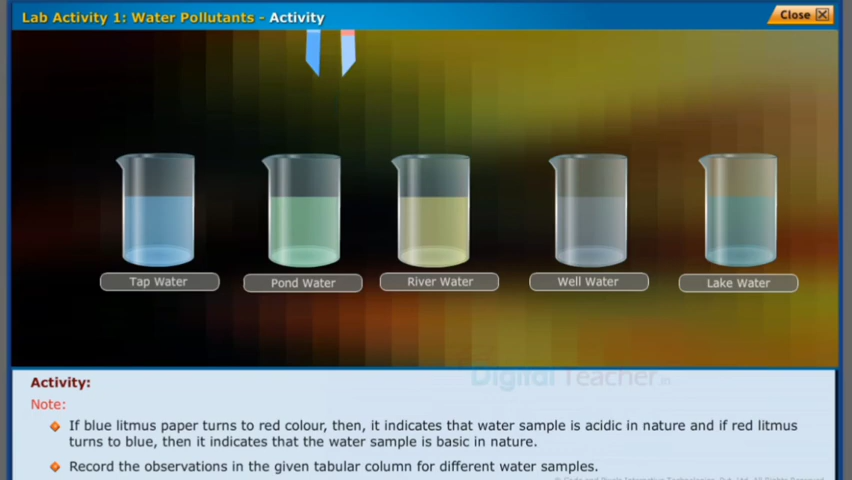 Lab Activity 1: Water Pollutants - Activity
Close
Tap Water
Pond Water
River Water
Well Water
Lake Water
Digital Teacher.in
Activity:
Note:
If blue litmus paper turns to red colour, then, it indicates that water sample is acidic in nature and if red litmus
turns to blue, then it indicates that the water sample is basic in nature.
Record the observations in the given tabular column for different water samples.